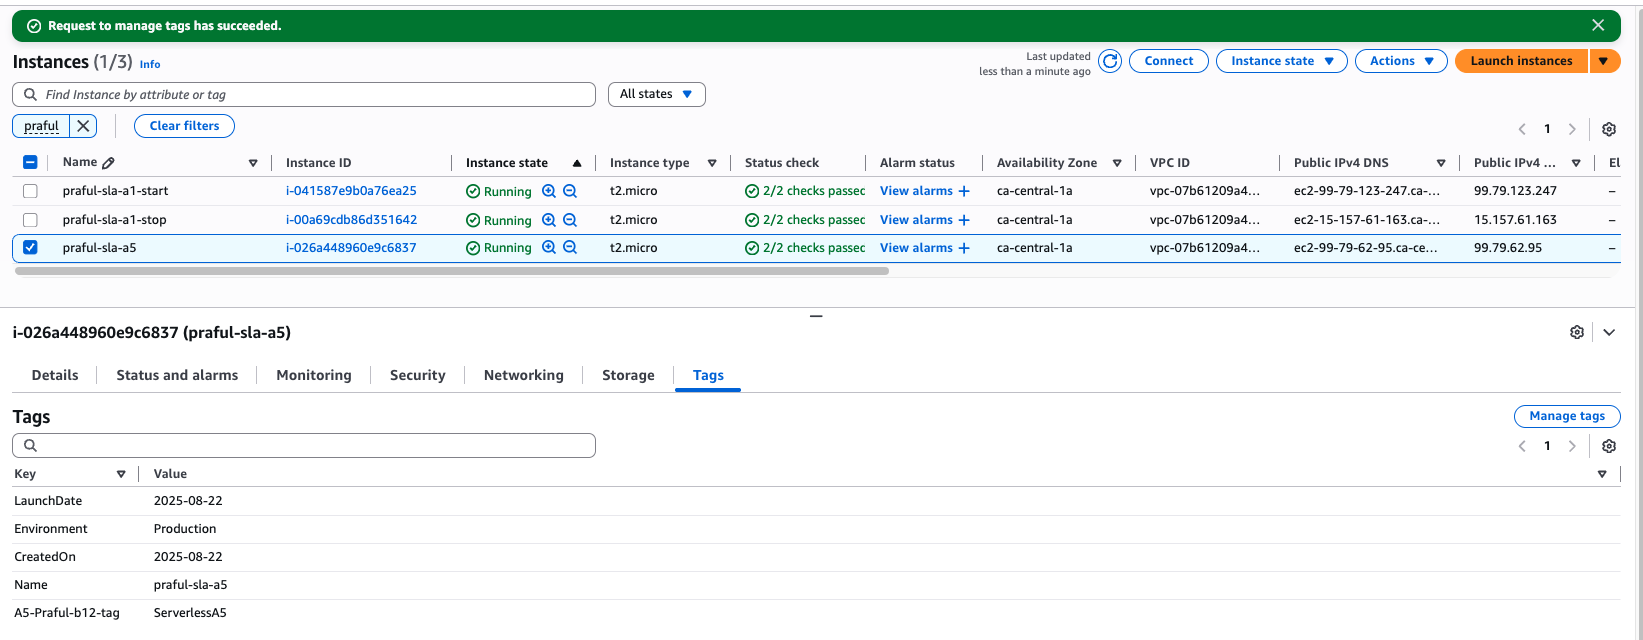 Request to manage tags has succeeded.
Instances (1/3) Info
Last updated
less than a minute ago
Connect
Instance state
Actions
Launch instances
Find Instance by attribute or tag
All states
praful
Clear filters
1
Name Instance ID Instance state Instance type Status check Alarm status Availability Zone VPC ID Public IPv4 DNS Public IPv4 ... El
praful-sla-a1-start i-041587e9b0a76ea25 Running t2.micro 2/2 checks passed View alarms + ca-central-1a vpc-07b61209a4... ec2-99-79-123-247.ca-... 99.79.123.247 –
praful-sla-a1-stop i-00a69cdb86d351642 Running t2.micro 2/2 checks passed View alarms + ca-central-1a vpc-07b61209a4... ec2-15-157-61-163.ca-... 15.157.61.163 –
praful-sla-a5 i-026a448960e9c6837 Running t2.micro 2/2 checks passed View alarms + ca-central-1a vpc-07b61209a4... ec2-99-79-62-95.ca-ce... 99.79.62.95 –
i-026a448960e9c6837 (praful-sla-a5)
Details Status and alarms Monitoring Security Networking Storage Tags
Tags
Manage tags
1
Key Value
LaunchDate 2025-08-22
Environment Production
CreatedOn 2025-08-22
Name praful-sla-a5
A5-Praful-b12-tag ServerlessA5